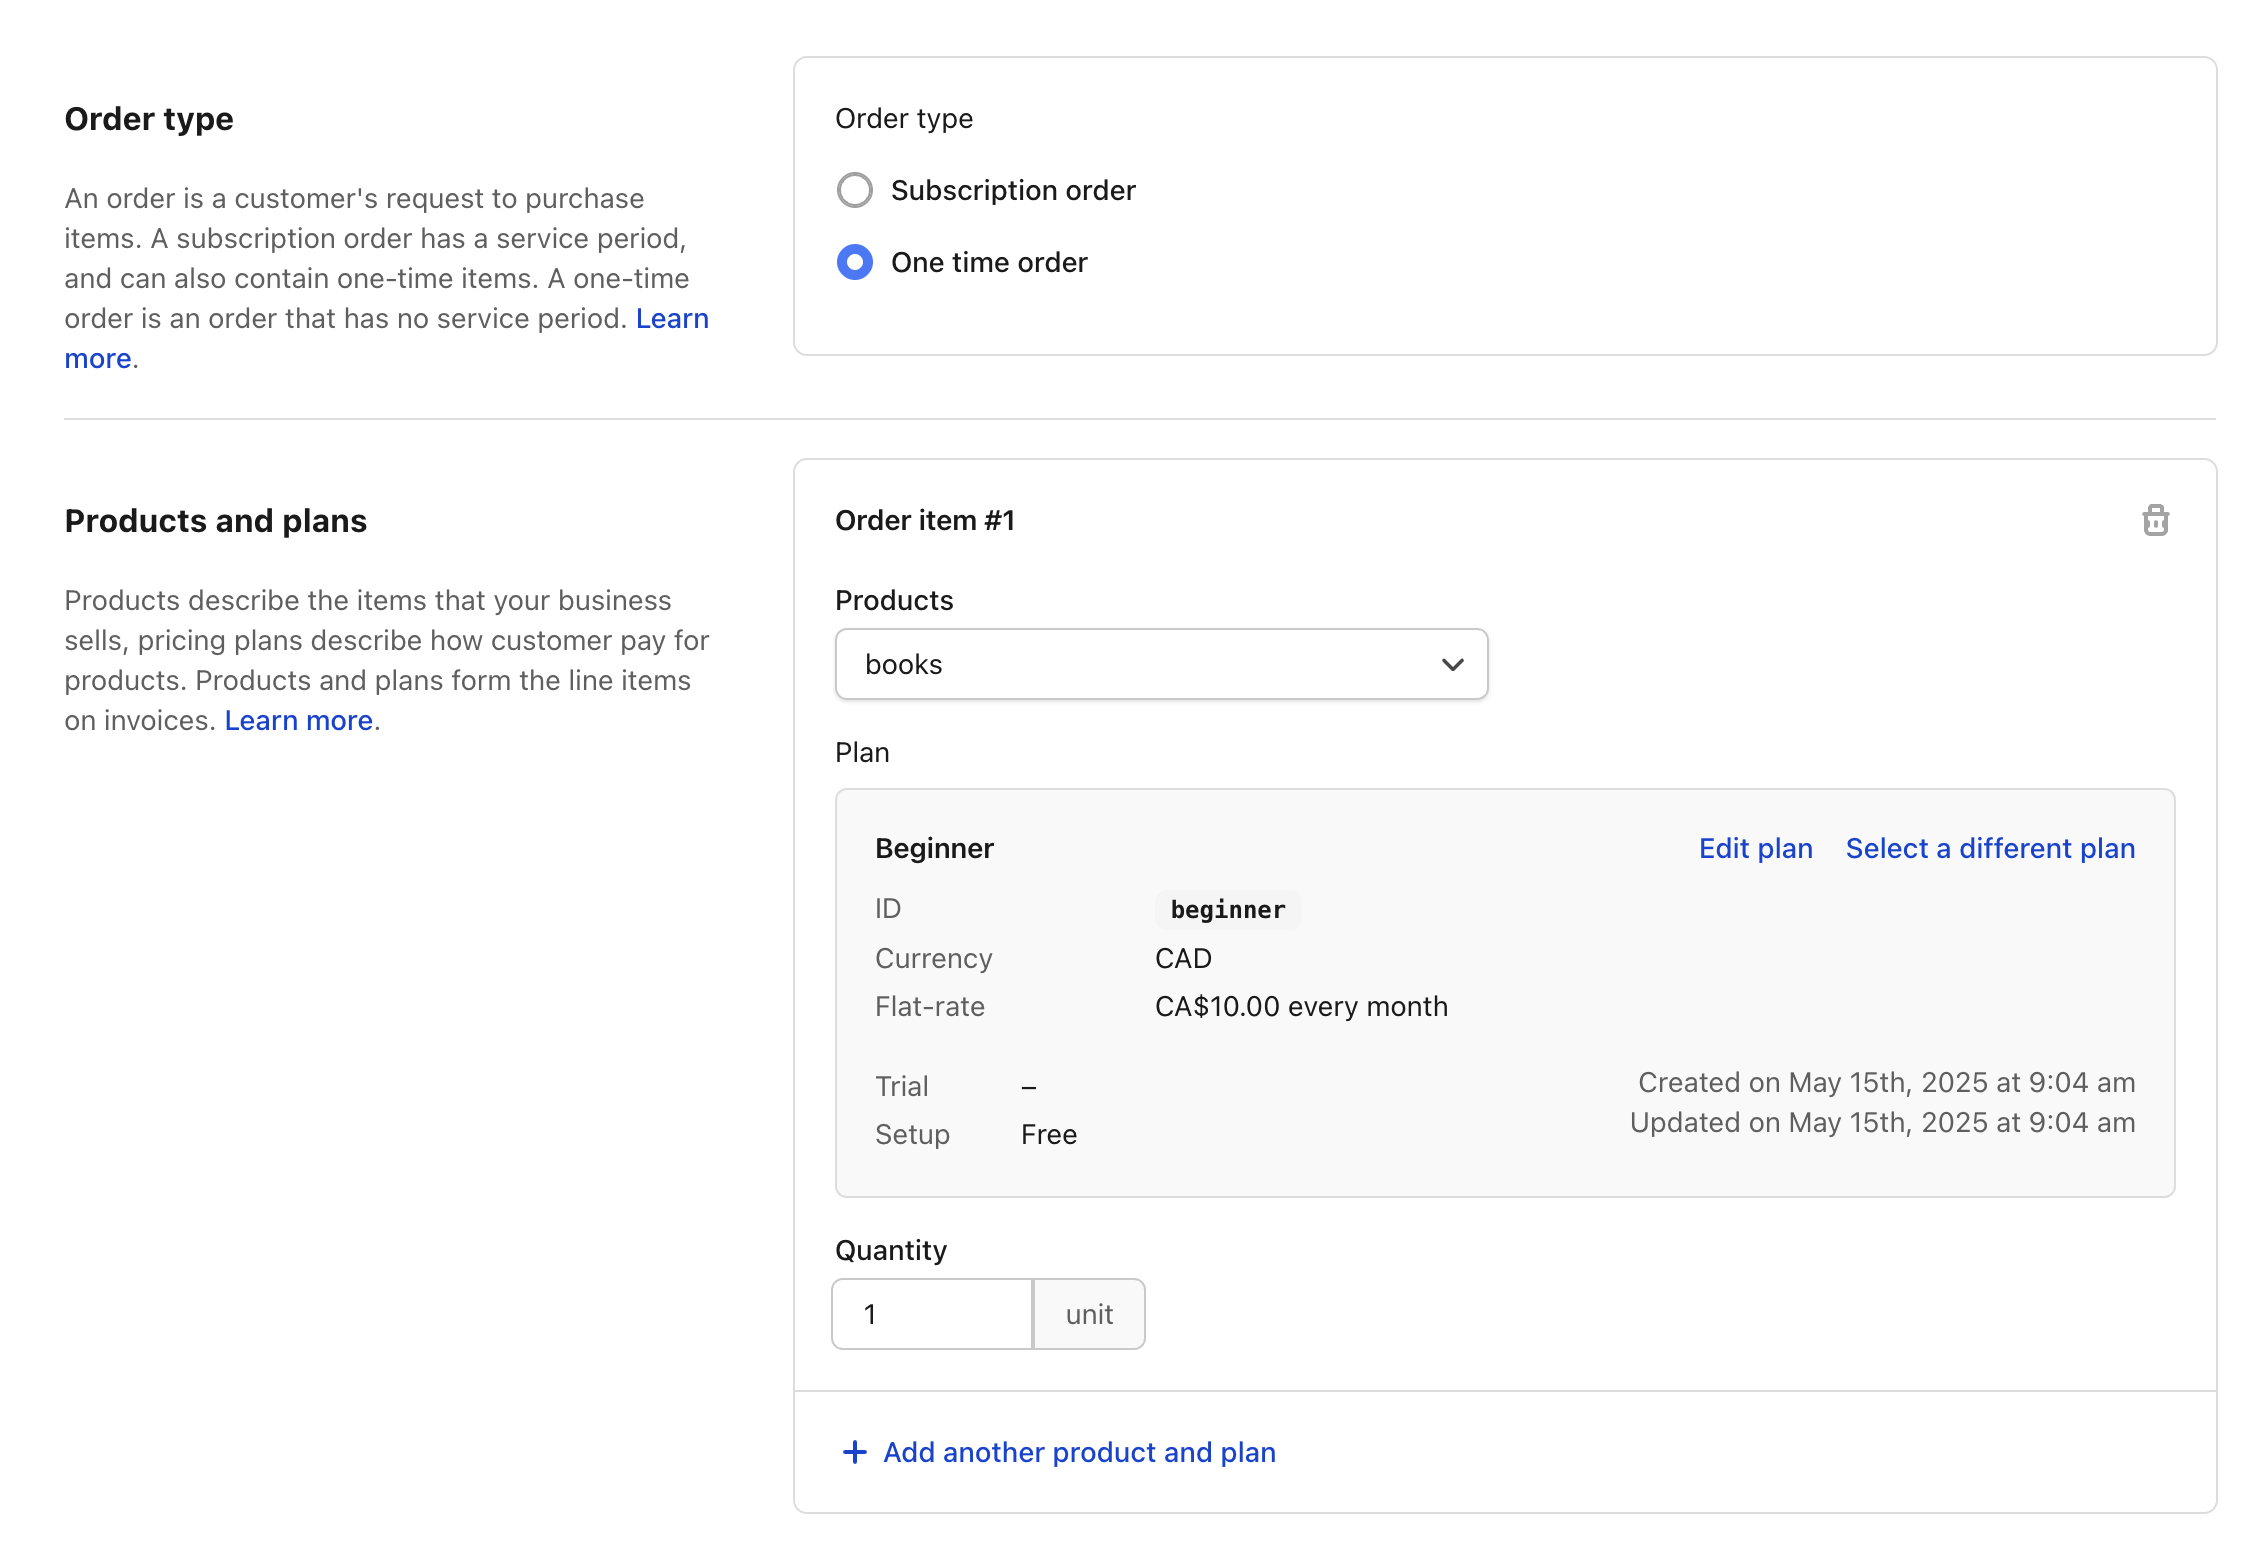 Order type
An order is a customer's request to purchase
items. A subscription order has a service period,
and can also contain one-time items. A one-time
order is an order that has no service period. Learn
more.
Order type
Subscription order
One time order
Products and plans
Products describe the items that your business
sells, pricing plans describe how customer pay for
products. Products and plans form the line items
on invoices. Learn more.
Order item #1
Products
books
Plan
Beginner
Edit plan Select a different plan
ID beginner
Currency CAD
Flat-rate CA$10.00 every month
Trial –
Setup Free
Created on May 15th, 2025 at 9:04 am
Updated on May 15th, 2025 at 9:04 am
Quantity
1 unit
+ Add another product and plan